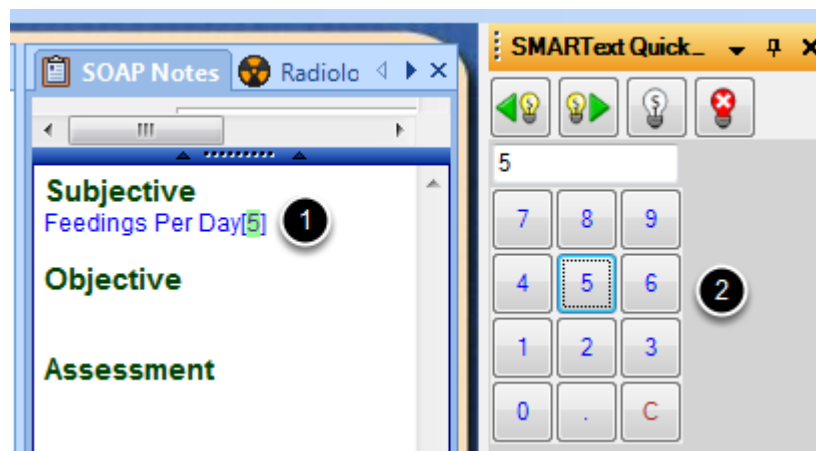 SOAP Notes
Radiolo
Subjective
Feedings Per Day[5]
1
Objective
Assessment
SMARText Quick_
S
5
7 8 9
4 5 6
2
1 2 3
0 . C